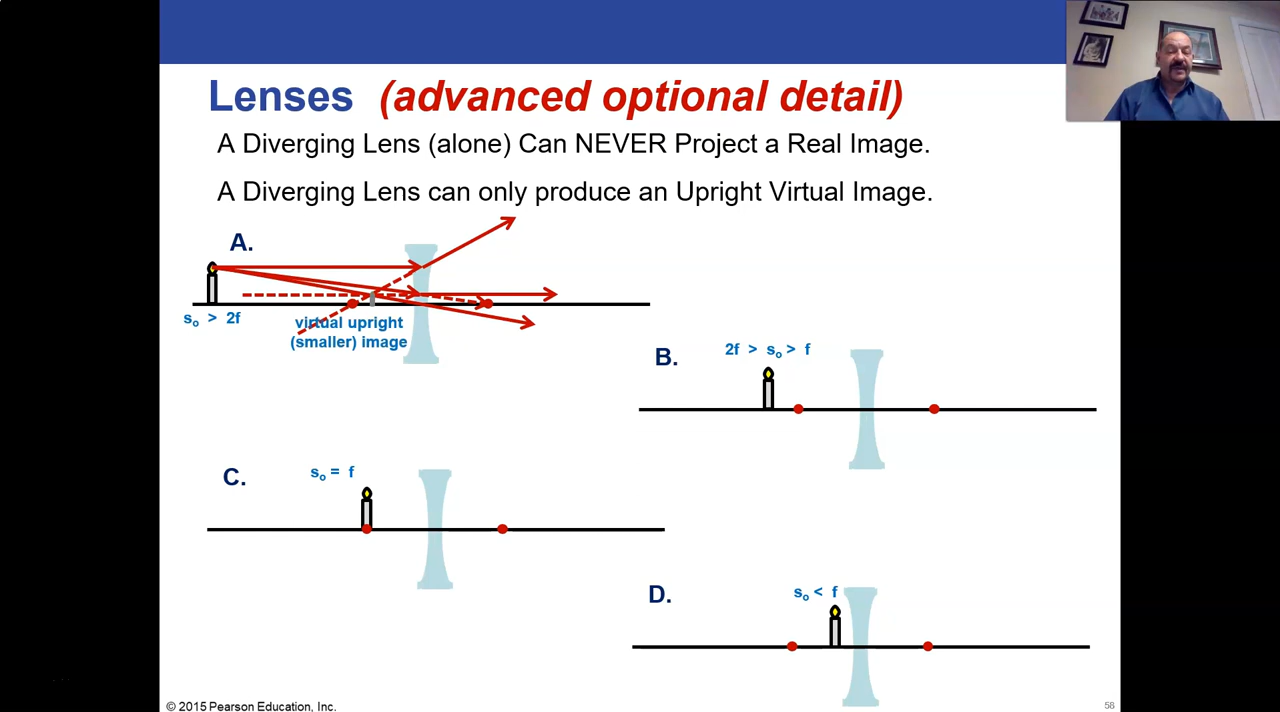 Lenses (advanced optional detail)
A Diverging Lens (alone) Can NEVER Project a Real Image.
A Diverging Lens can only produce an Upright Virtual Image.
A.
so > 2f
virtual upright
(smaller) image
B.
2f > so > f
C.
so = f
D.
so < f
© 2015 Pearson Education, Inc.
58